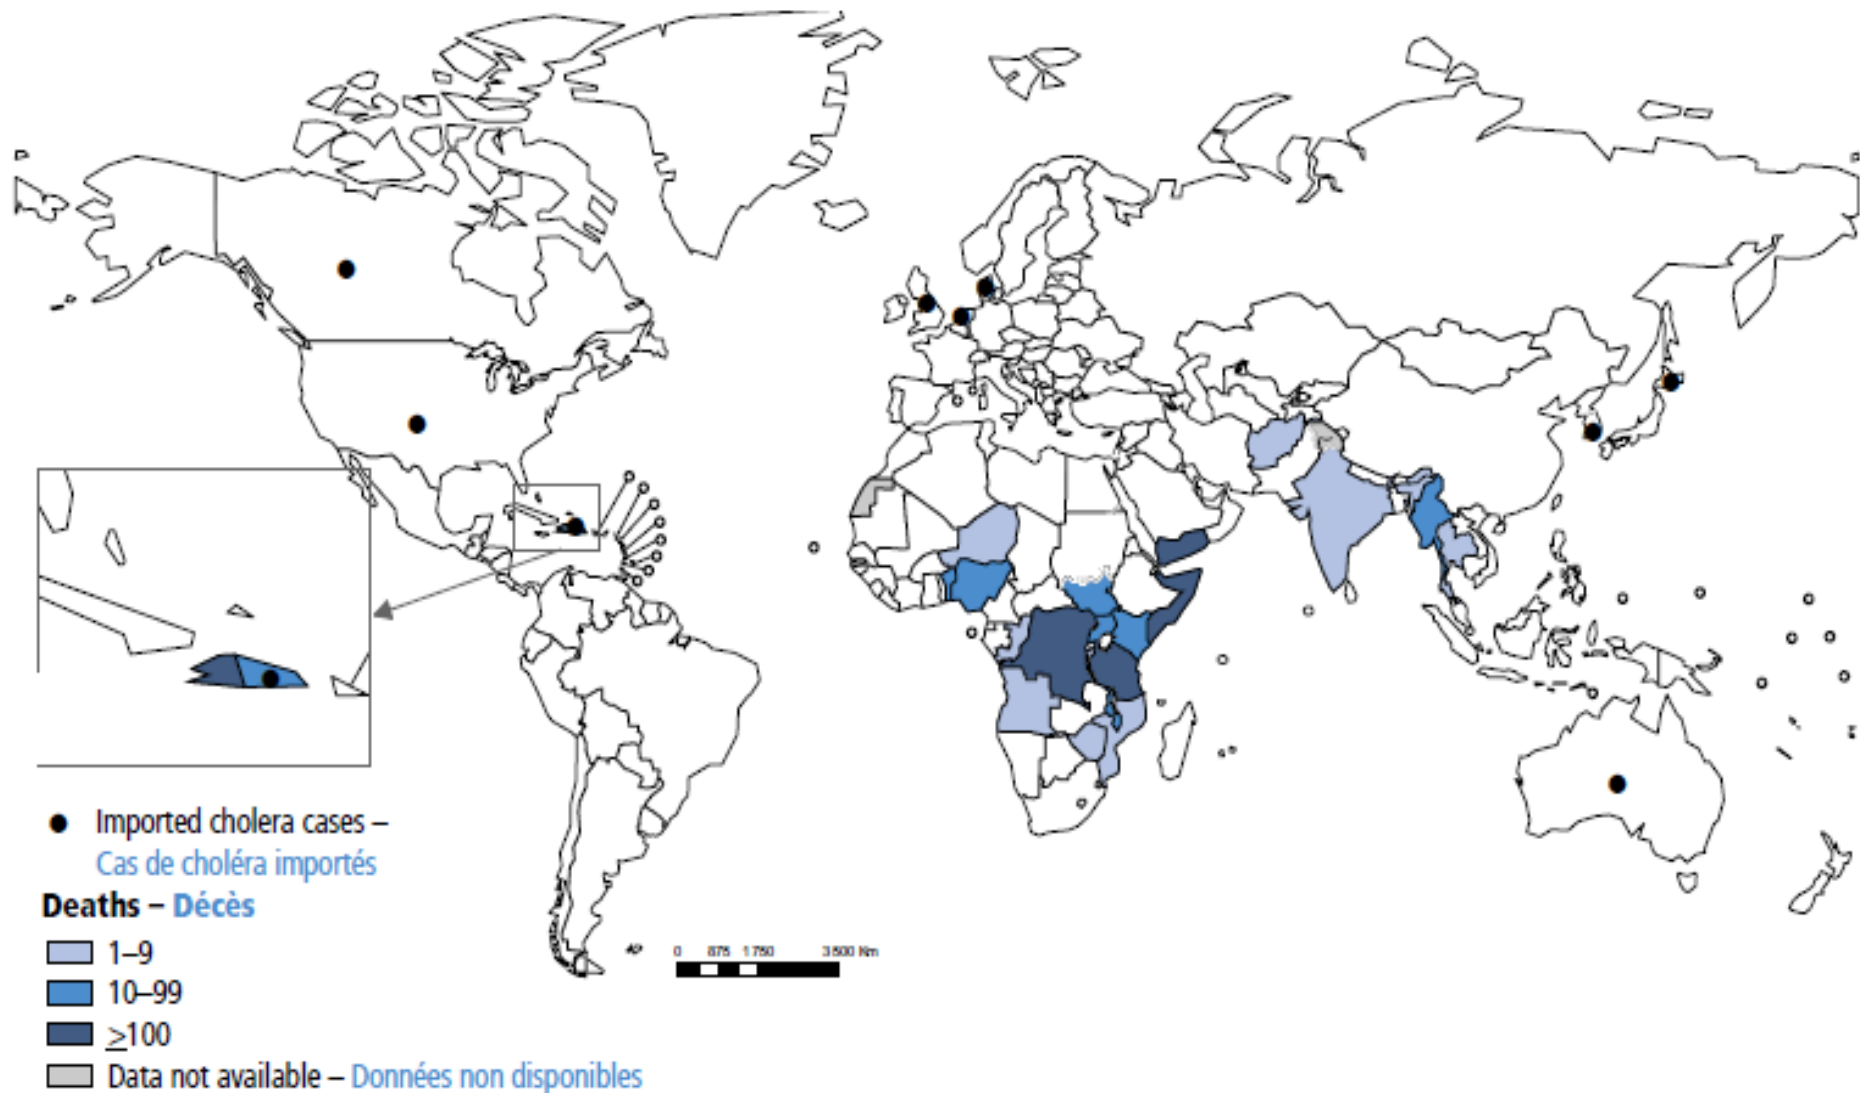 ● Imported cholera cases –
Cas de choléra importés
Deaths – Décès
1–9
10–99
≥100
Data not available – Données non disponibles
0 875 1 750 3 500 Km